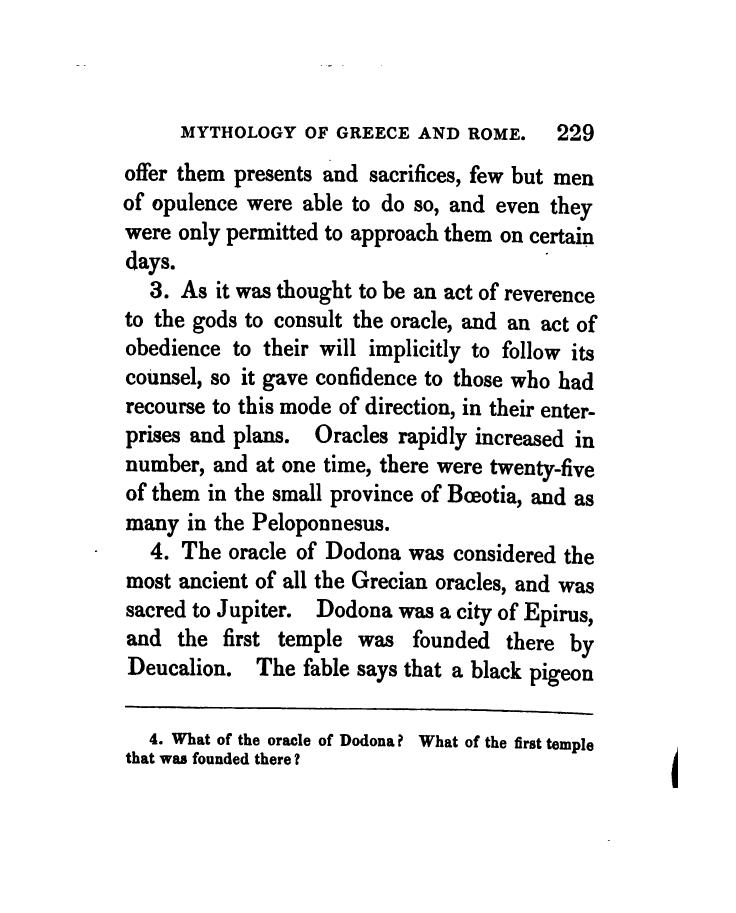 MYTHOLOGY OF GREECE AND ROME. 229
offer them presents and sacrifices, few but men
of opulence were able to do so, and even they
were only permitted to approach them on certain
days.
3. As it was thought to be an act of reverence
to the gods to consult the oracle, and an act of
obedience to their will implicitly to follow its
counsel, so it gave confidence to those who had
recourse to this mode of direction, in their enter-
prises and plans. Oracles rapidly increased in
number, and at one time, there were twenty-five
of them in the small province of Bœotia, and as
many in the Peloponnesus.
4. The oracle of Dodona was considered the
most ancient of all the Grecian oracles, and was
sacred to Jupiter. Dodona was a city of Epirus,
and the first temple was founded there by
Deucalion. The fable says that a black pigeon
4. What of the oracle of Dodona? What of the first temple
that was founded there?